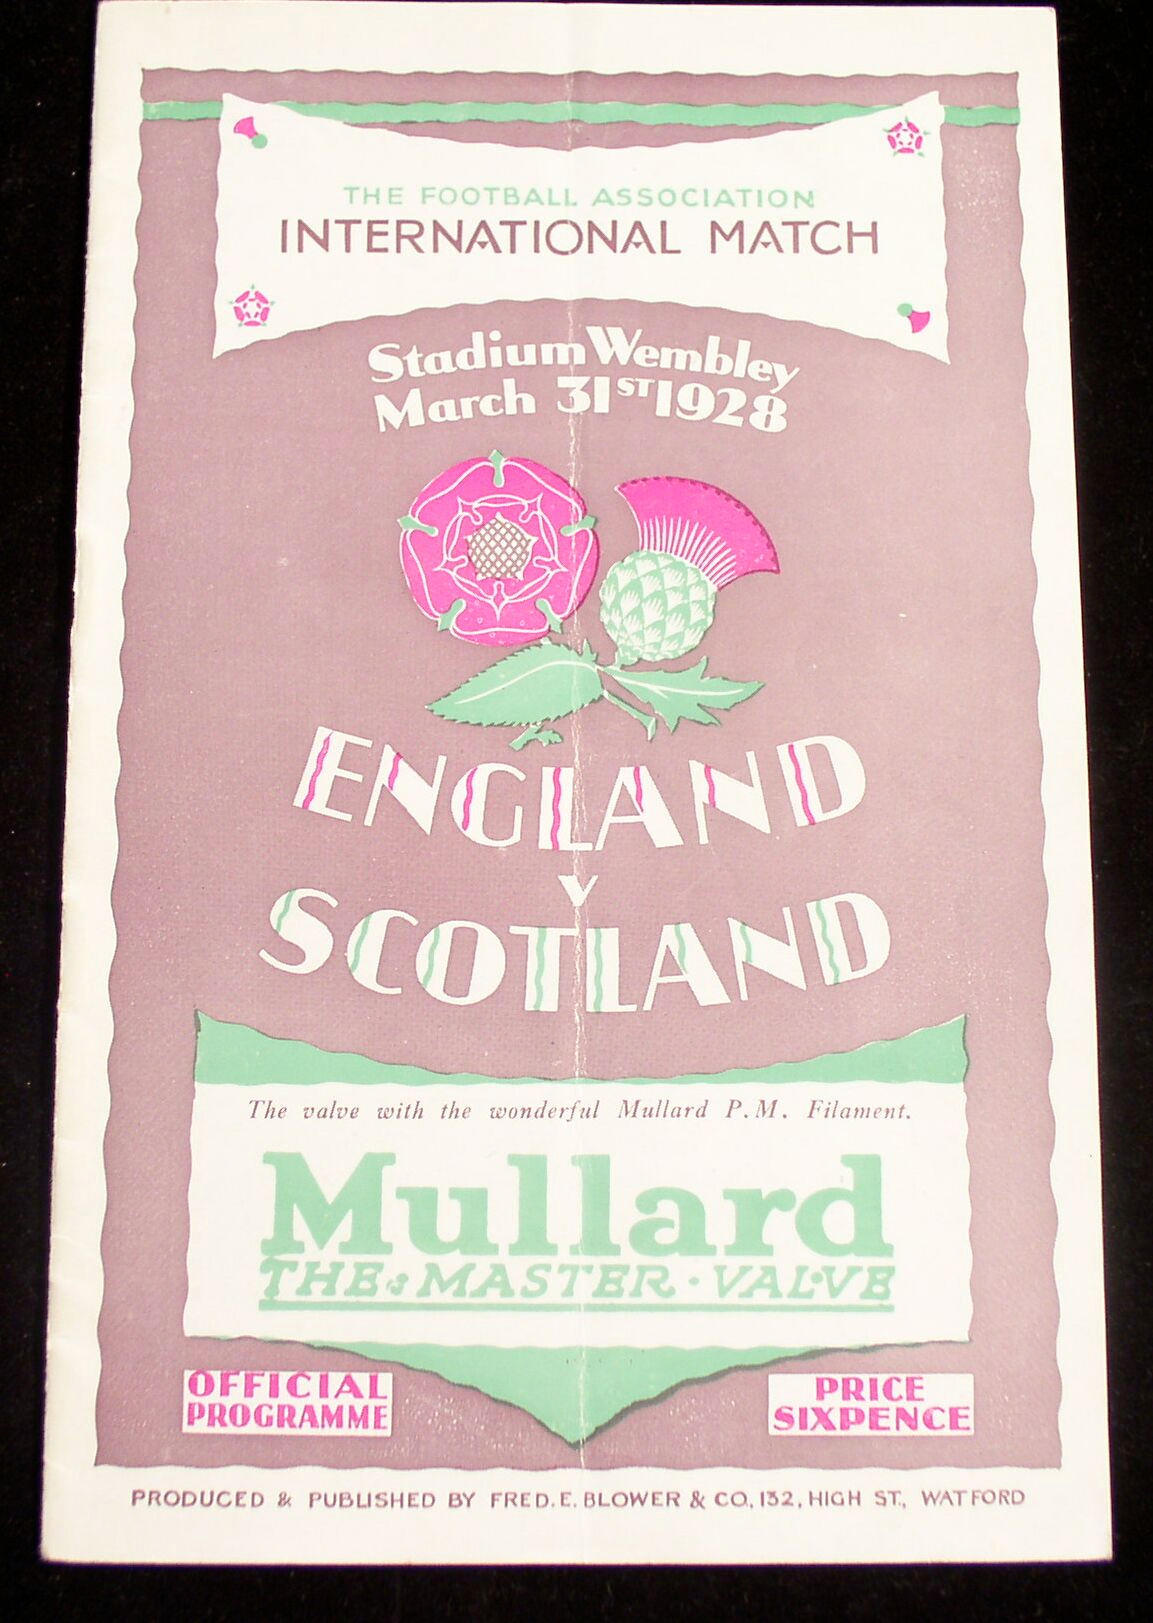 THE FOOTBALL ASSOCIATION
INTERNATIONAL MATCH
Stadium Wembley
March 31ST 1928
ENGLAND
V
SCOTLAND
The valve with the wonderful Mullard P.M. Filament.
Mullard
THE · MASTER · VALVE
OFFICIAL
PROGRAMME
PRICE
SIXPENCE
PRODUCED & PUBLISHED BY FRED. E. BLOWER & CO, 132, HIGH ST., WATFORD